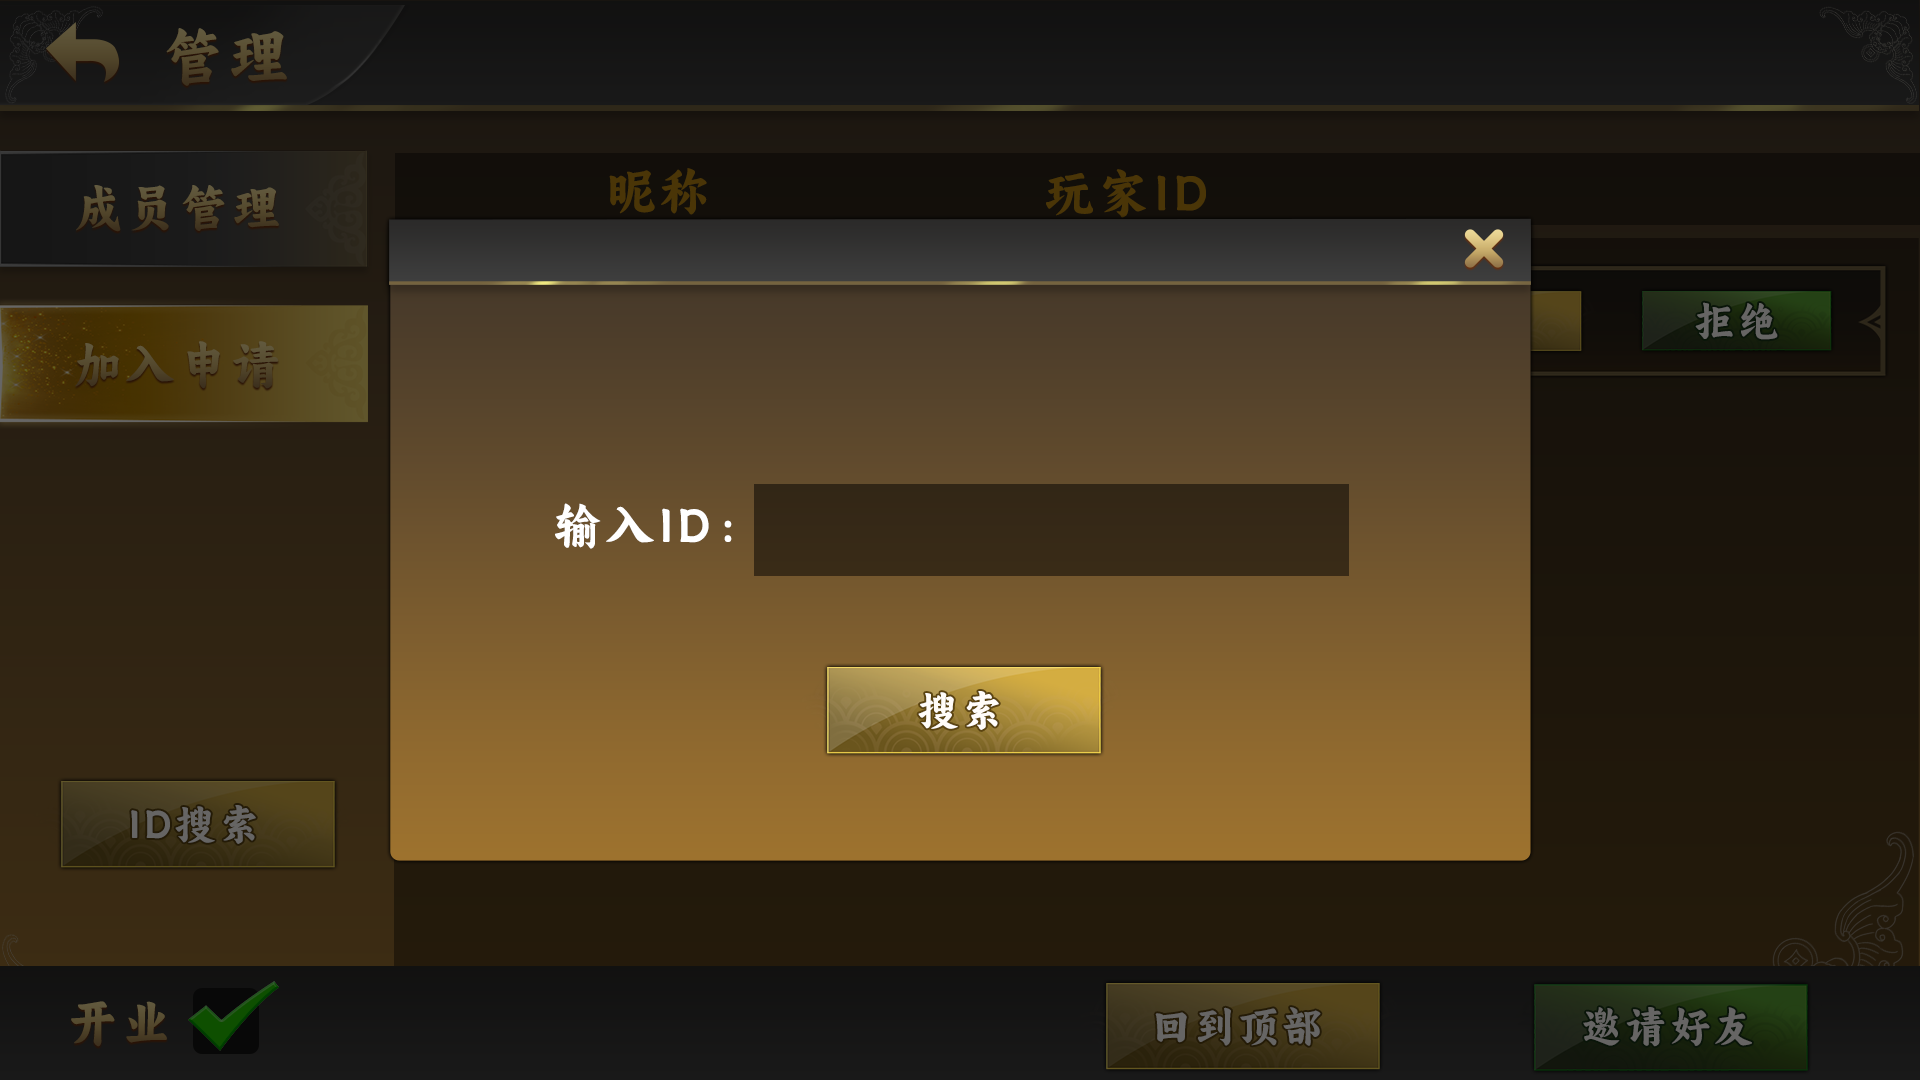 管理
成员管理
昵称
玩家ID
加入申请
拒绝
输入ID:
搜索
ID搜索
开业
回到顶部
邀请好友